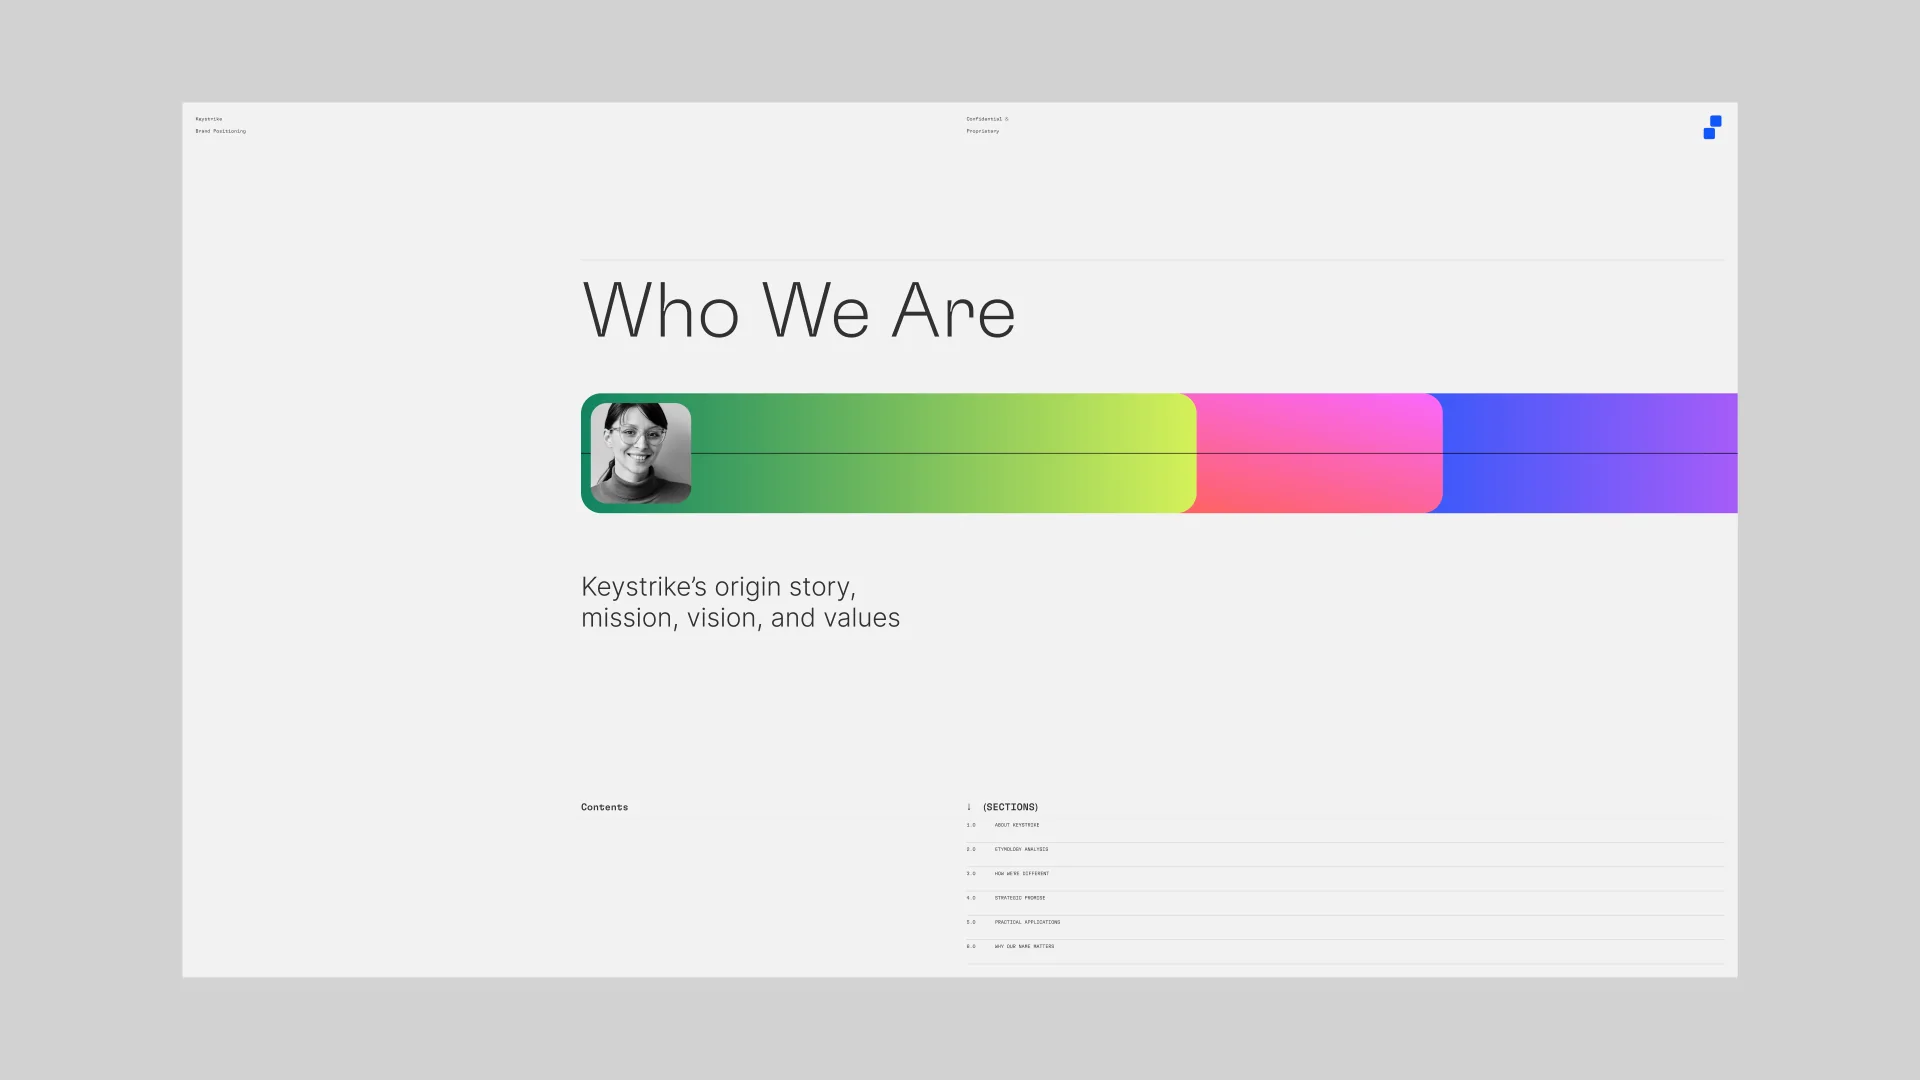 Keystrike
Brand Positioning
Confidential &
Proprietary
Who We Are
Keystrike’s origin story,
mission, vision, and values
Contents
↓ (SECTIONS)
1.0 ABOUT KEYSTRIKE
2.0 ETYMOLOGY ANALYSIS
3.0 HOW WE'RE DIFFERENT
4.0 STRATEGIC PROMISE
5.0 PRACTICAL APPLICATIONS
6.0 WHY OUR NAME MATTERS